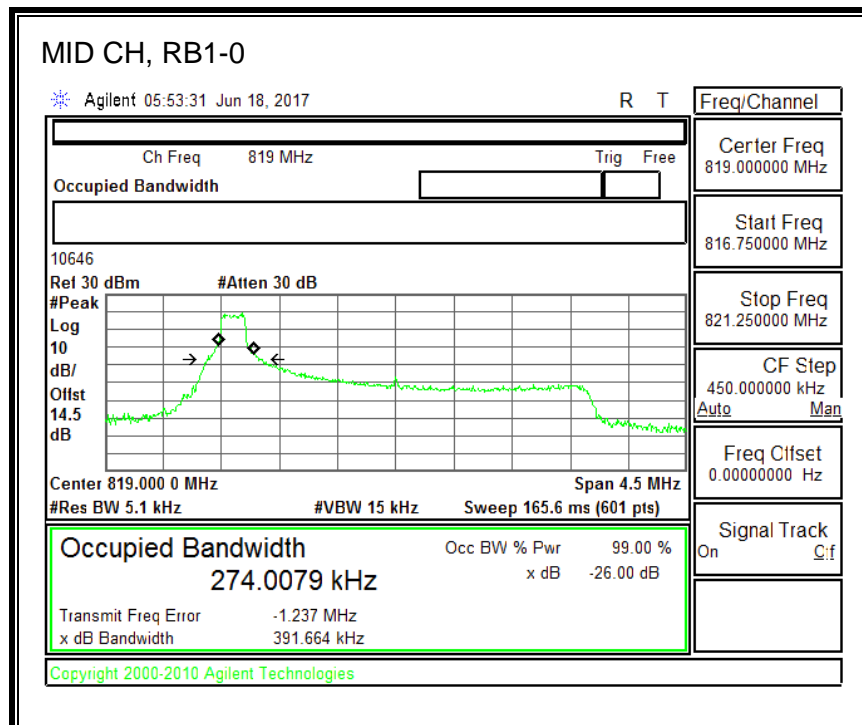 MID CH, RB1-0
Agilent 05:53:31 Jun 18, 2017 R T
Freq/Channel
Ch Freq 819 MHz Trig Free
Occupied Bandwidth
Center Freq
819.000000 MHz
Start Freq
816.750000 MHz
10646
Ref 30 dBm #Atten 30 dB
#Peak
Log
10
dB/
Offst
14.5
dB
Stop Freq
821.250000 MHz
CF Step
450.000000 kHz
Auto Man
Center 819.000 0 MHz Span 4.5 MHz
#Res BW 5.1 kHz #VBW 15 kHz Sweep 165.6 ms (601 pts)
Freq Offset
0.00000000 Hz
Occupied Bandwidth Occ BW % Pwr 99.00 %
274.0079 kHz x dB -26.00 dB
Transmit Freq Error -1.237 MHz
x dB Bandwidth 391.664 kHz
Signal Track
On Off
Copyright 2000-2010 Agilent Technologies